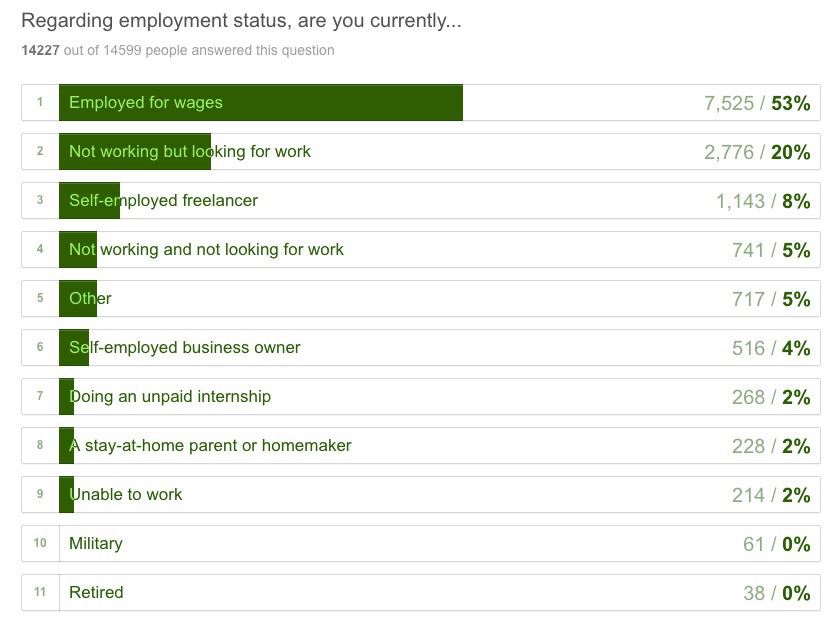 Regarding employment status, are you currently...
14227 out of 14599 people answered this question
1 Employed for wages 7,525 / 53%
2 Not working but looking for work 2,776 / 20%
3 Self-employed freelancer 1,143 / 8%
4 Not working and not looking for work 741 / 5%
5 Other 717 / 5%
6 Self-employed business owner 516 / 4%
7 Doing an unpaid internship 268 / 2%
8 A stay-at-home parent or homemaker 228 / 2%
9 Unable to work 214 / 2%
10 Military 61 / 0%
11 Retired 38 / 0%